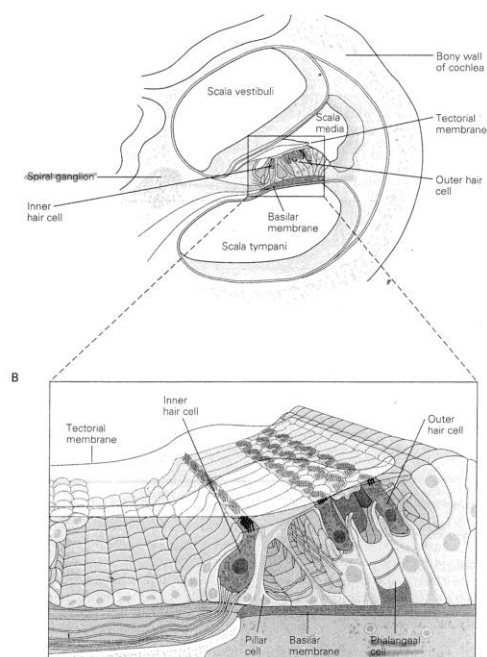 Bony wall
of cochlea
Scala vestibuli
Scala
media
Tectorial
membrane
Spiral ganglion
Outer hair
cell
Inner
hair cell
Basilar
membrane
Scala tympani
B
Inner
hair cell
Tectorial
membrane
Outer
hair cell
Pillar
cell
Basilar
membrane
Phalangeal
cell